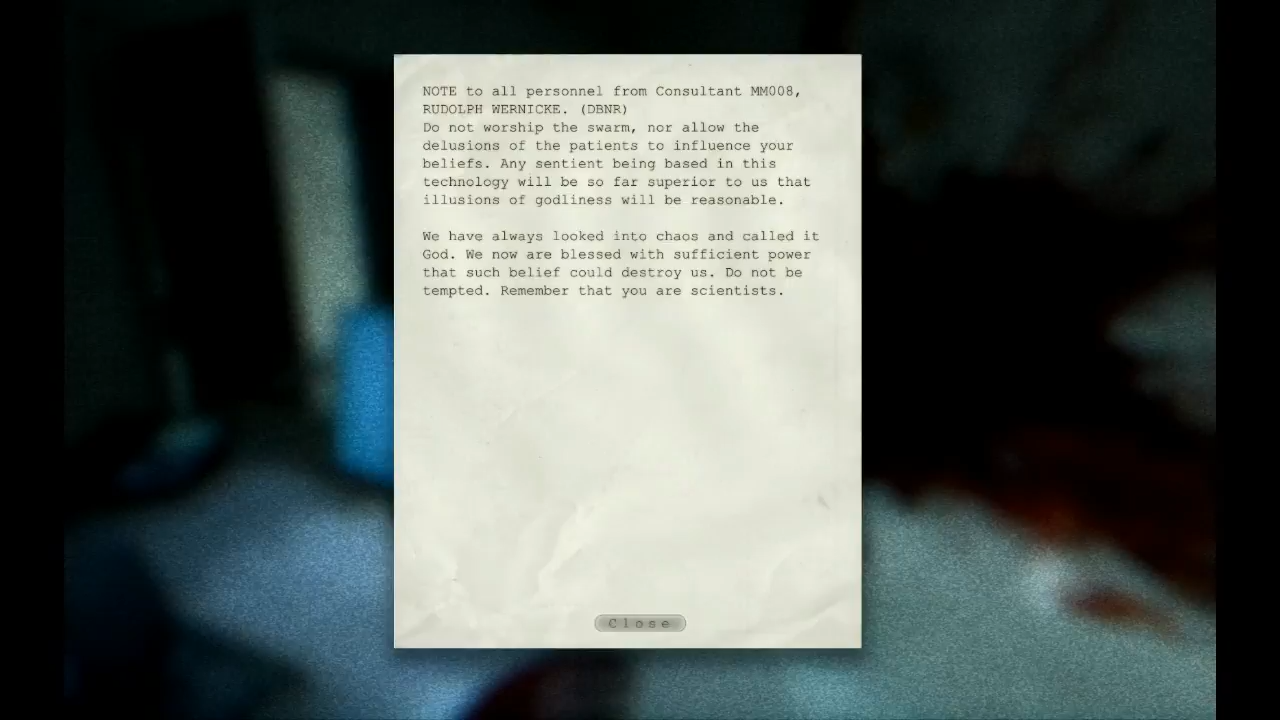 NOTE to all personnel from Consultant MM008,
RUDOLPH WERNICKE. (DBNR)
Do not worship the swarm, nor allow the
delusions of the patients to influence your
beliefs. Any sentient being based in this
technology will be so far superior to us that
illusions of godliness will be reasonable.
We have always looked into chaos and called it
God. We now are blessed with sufficient power
that such belief could destroy us. Do not be
tempted. Remember that you are scientists.
Close